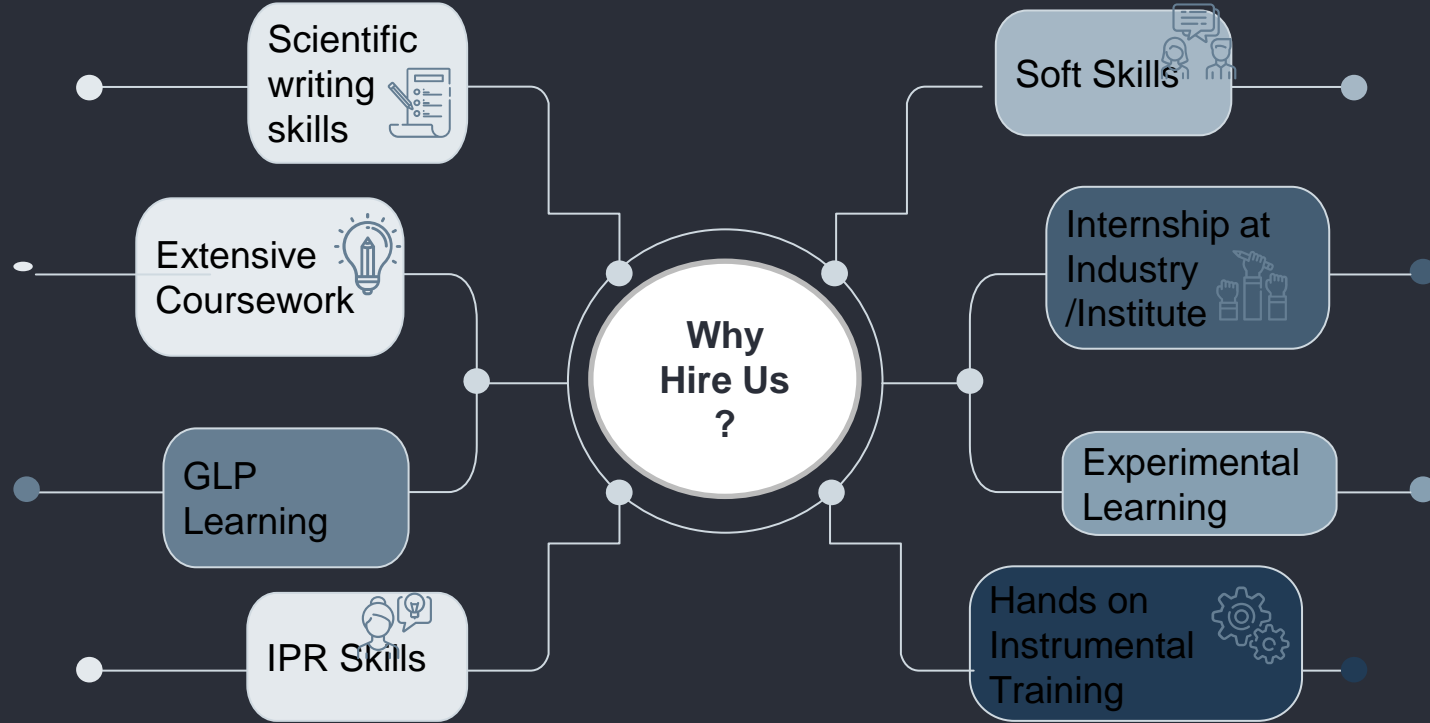 Scientific
writing
skills
Extensive
Coursework
GLP
Learning
IPR Skills
Why
Hire Us
?
Soft Skills
Internship at
Industry
/Institute
Experimental
Learning
Hands on
Instrumental
Training